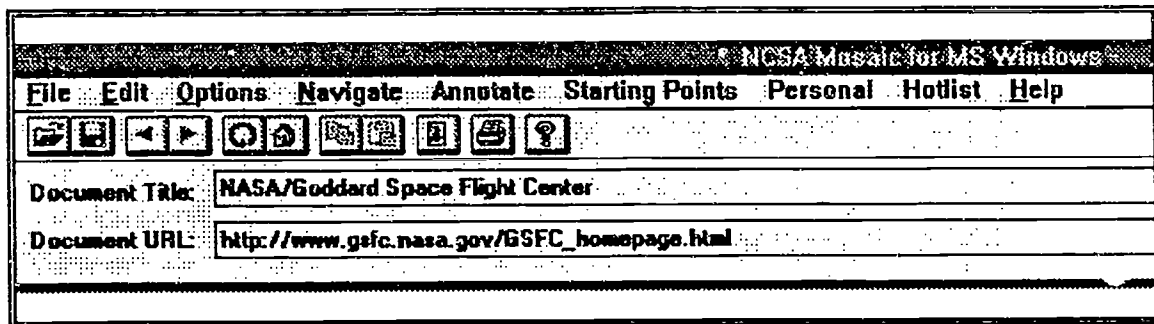 NCSA Mosaic for MS Windows
File Edit Options Navigate Annotate Starting Points Personal Hotlist Help
Document Title: NASA/Goddard Space Flight Center
Document URL: http://www.gsfc.nasa.gov/GSFC_homepage.html